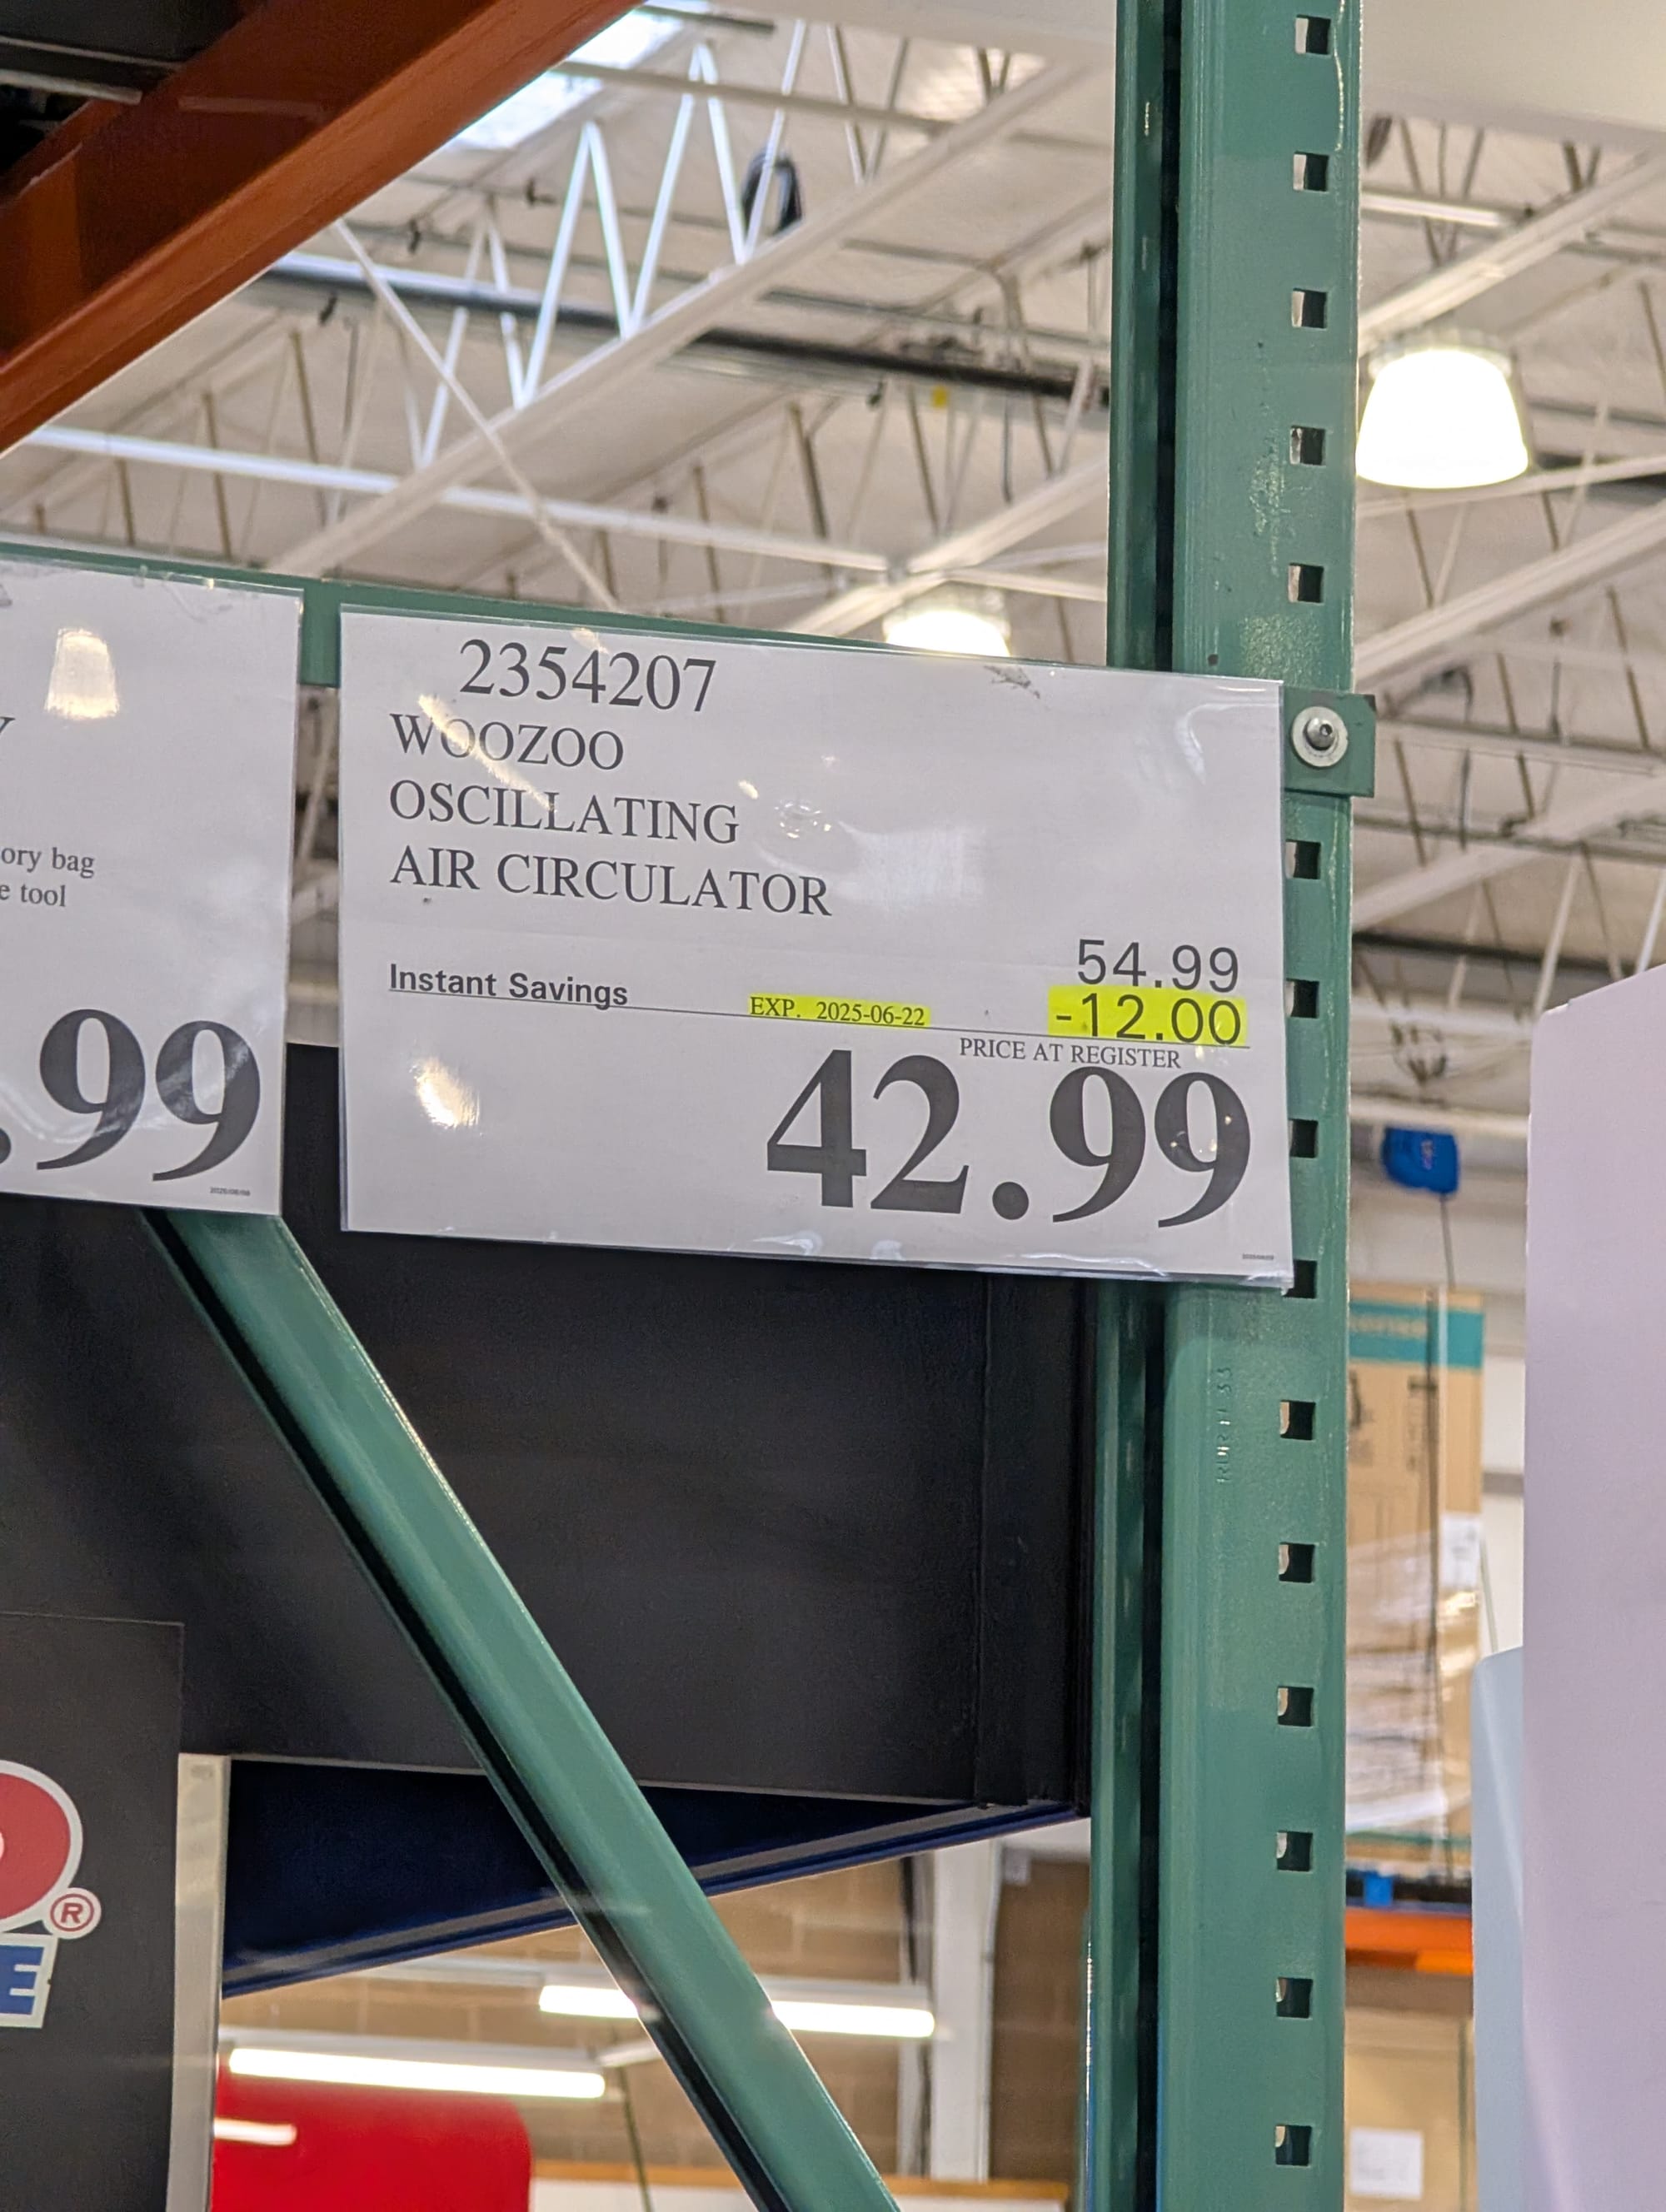 2354207
WOOZOO
OSCILLATING
AIR CIRCULATOR
54.99
Instant Savings EXP. 2025-06-22 -12.00
PRICE AT REGISTER
42.99
ory bag
e tool
.99
®
E